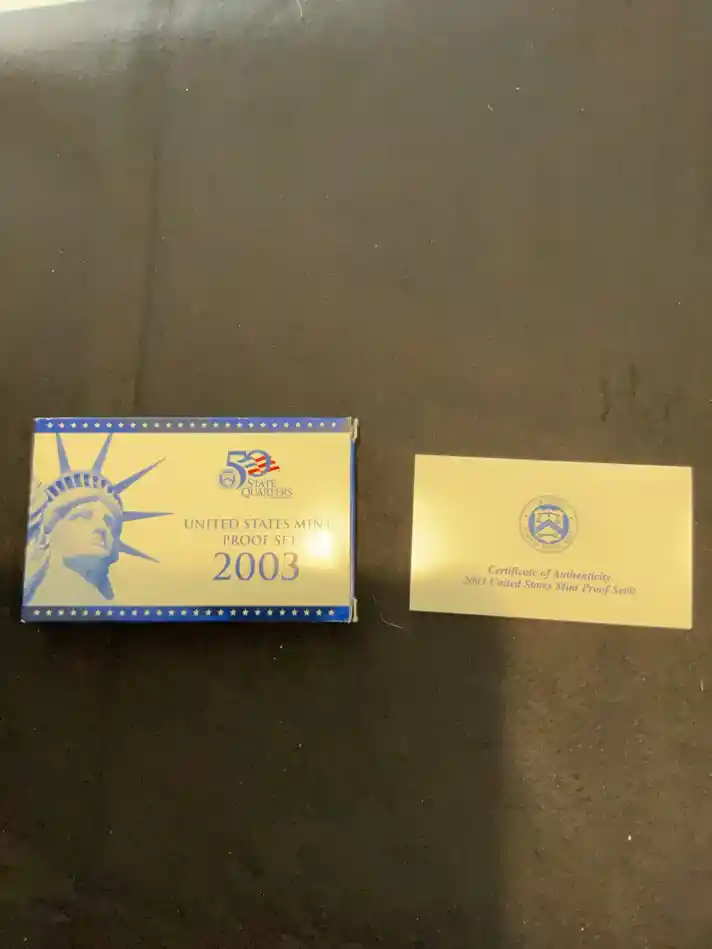 50
STATE
QUARTERS
UNITED STATES MINT
PROOF SET
2003
Certificate of Authenticity
2003 United States Mint Proof Set®